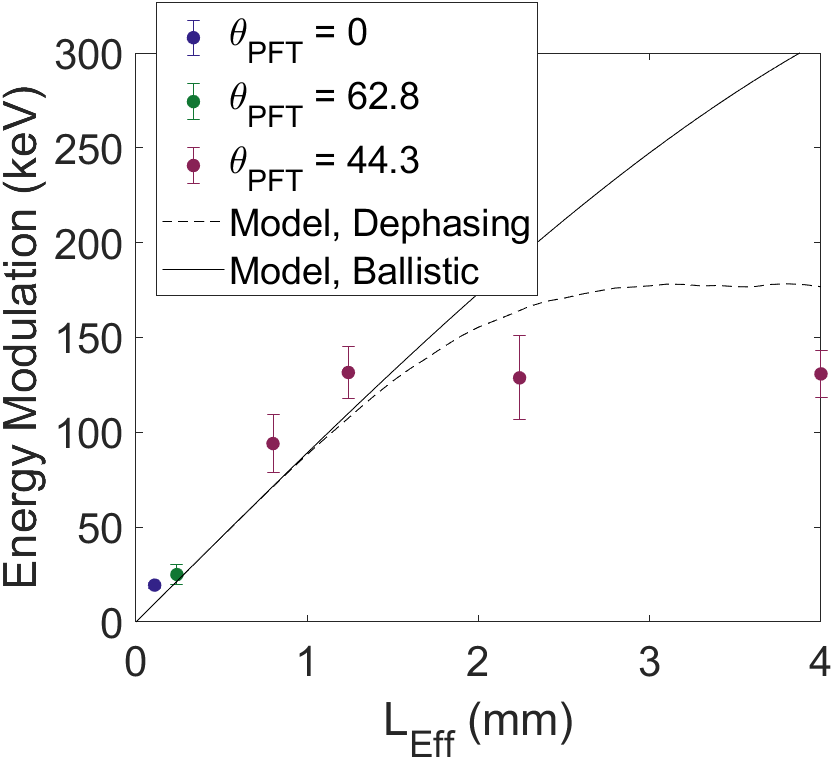 θPFT = 0
θPFT = 62.8
θPFT = 44.3
Model, Dephasing
Model, Ballistic
Energy Modulation (keV)
300
250
200
150
100
50
0
0 1 2 3 4
LEff (mm)